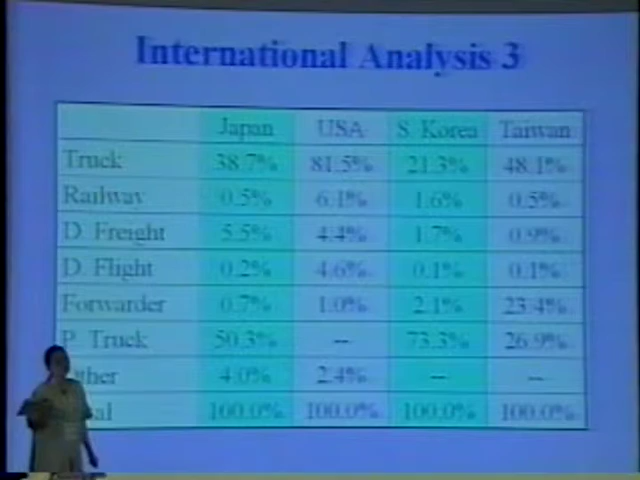 International Analysis 3
Japan USA S. Korea Taiwan
Truck 38.7% 81.5% 21.3% 48.1%
Railway 0.5% 6.1% 1.6% 0.5%
D. Freight 5.5% 4.4% 1.7% 0.9%
D. Flight 0.2% 4.6% 0.1% 0.1%
Forwarder 0.7% 1.0% 2.1% 23.4%
P. Truck 50.3% -- 73.3% 26.9%
ther 4.0% 2.4% -- --
al 100.0% 100.0% 100.0% 100.0%